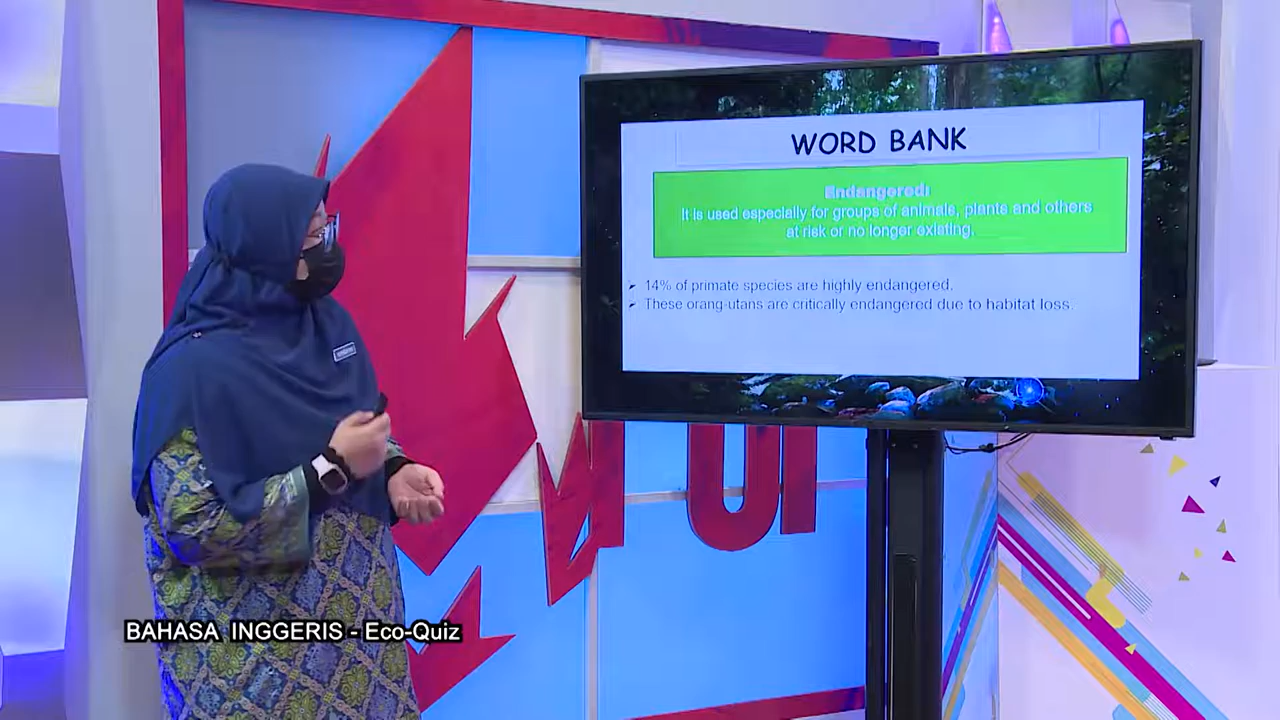 WORD BANK
Endangered:
It is used especially for groups of animals, plants and others
at risk or no longer existing.
14% of primate species are highly endangered.
These orang-utans are critically endangered due to habitat loss.
BAHASA INGGERIS - Eco-Quiz